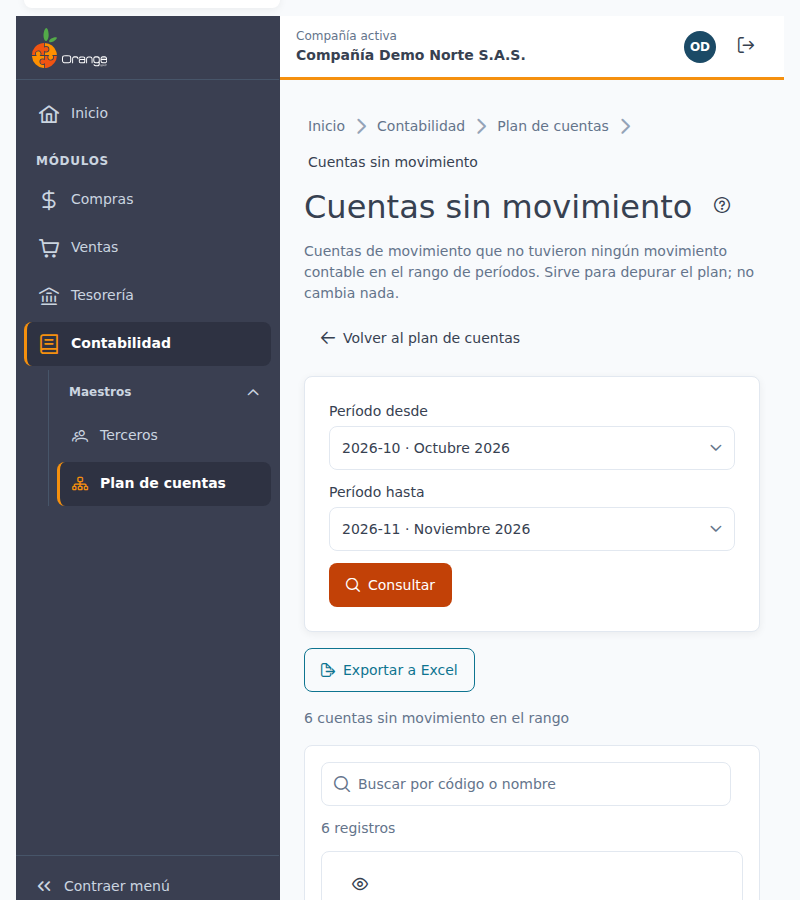 Orange
Inicio
MÓDULOS
Compras
Ventas
Tesorería
Contabilidad
Maestros
Terceros
Plan de cuentas
Contraer menú
Compañía activa
Compañía Demo Norte S.A.S.
OD
Inicio
Contabilidad
Plan de cuentas
Cuentas sin movimiento
Cuentas sin movimiento
Cuentas de movimiento que no tuvieron ningún movimiento
contable en el rango de períodos. Sirve para depurar el plan; no
cambia nada.
Volver al plan de cuentas
Período desde
2026-10 · Octubre 2026
Período hasta
2026-11 · Noviembre 2026
Consultar
Exportar a Excel
6 cuentas sin movimiento en el rango
Buscar por código o nombre
6 registros